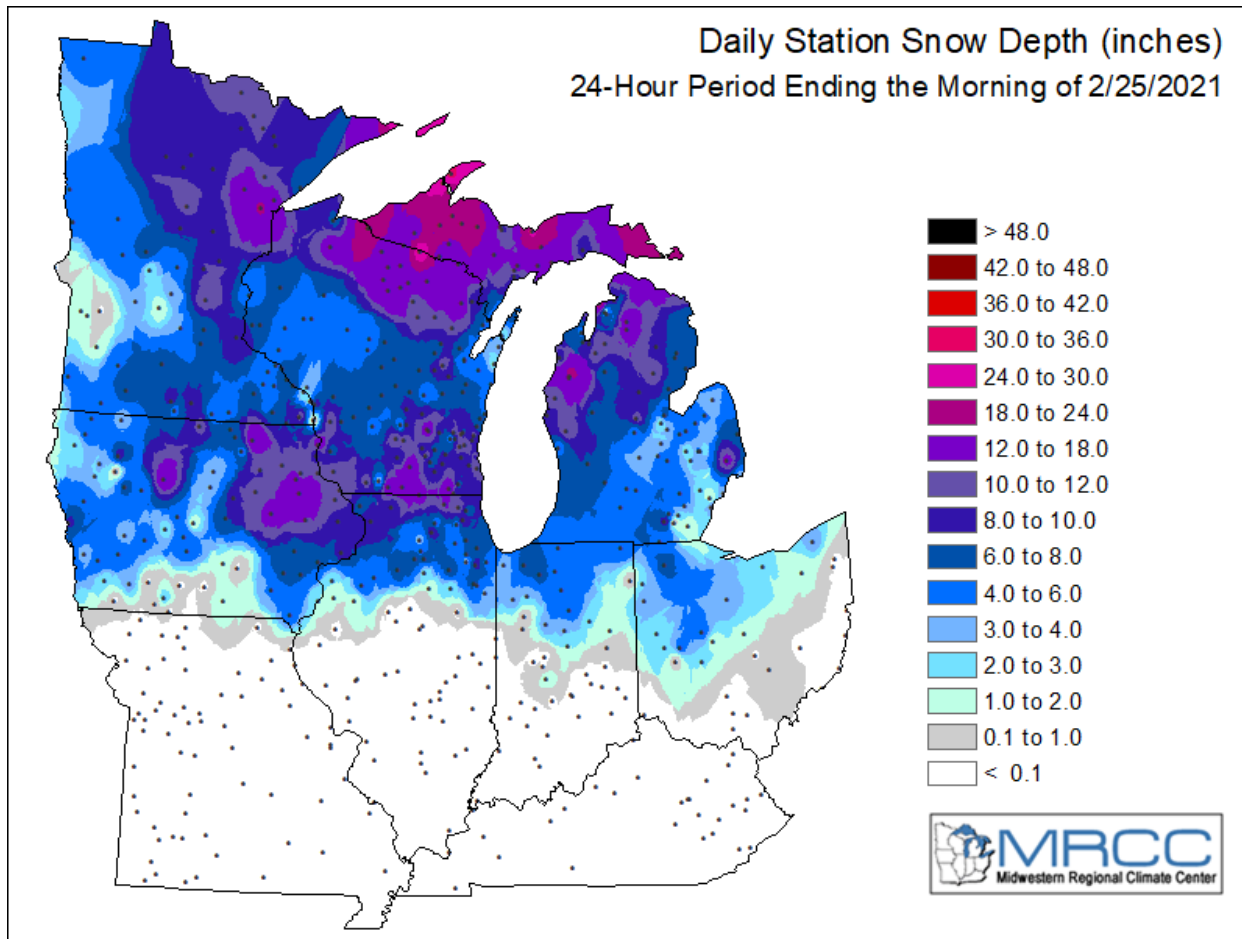 Daily Station Snow Depth (inches)
24-Hour Period Ending the Morning of 2/25/2021
> 48.0
42.0 to 48.0
36.0 to 42.0
30.0 to 36.0
24.0 to 30.0
18.0 to 24.0
12.0 to 18.0
10.0 to 12.0
8.0 to 10.0
6.0 to 8.0
4.0 to 6.0
3.0 to 4.0
2.0 to 3.0
1.0 to 2.0
0.1 to 1.0
< 0.1
MRCC
Midwestern Regional Climate Center